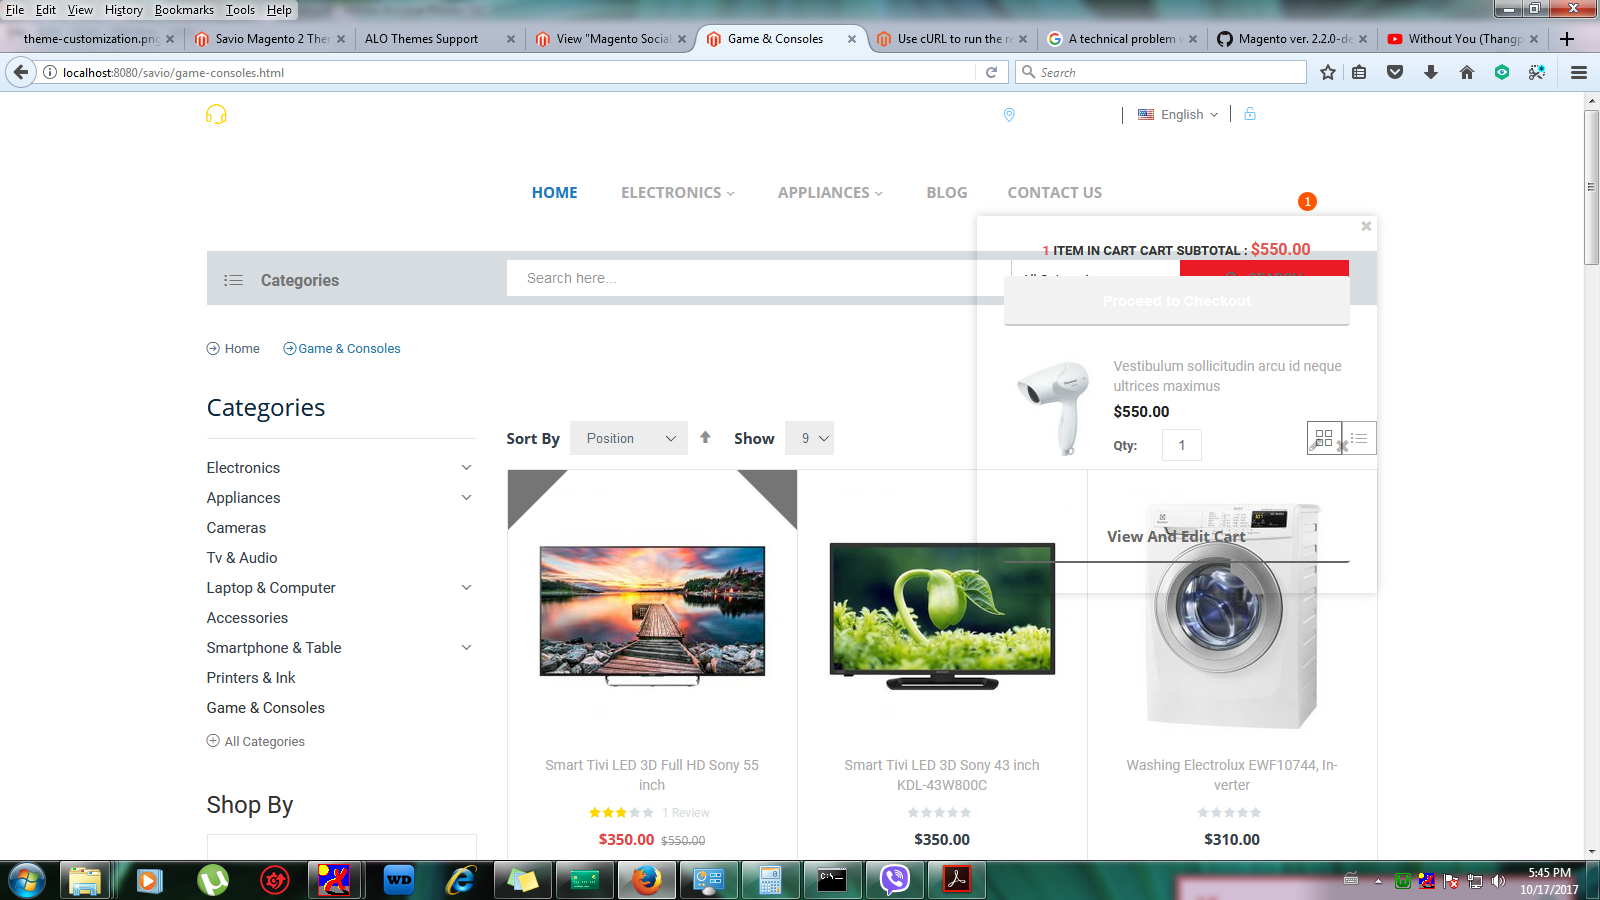 File Edit View History Bookmarks Tools Help
theme-customization.png
Savio Magento 2 Them
ALO Themes Support
View "Magento Social
Game & Consoles
Use cURL to run the re
A technical problem w
Magento ver. 2.2.0-de
Without You (Thangp
localhost:8080/savio/game-consoles.html
Search
English
HOME ELECTRONICS APPLIANCES BLOG CONTACT US
1
1 ITEM IN CART CART SUBTOTAL : $550.00
Categories
Search here...
Proceed to Checkout
Home Game & Consoles
Vestibulum sollicitudin arcu id neque
ultrices maximus
$550.00
Qty: 1
Categories
Sort By Position Show 9
Electronics
Appliances
Cameras
Tv & Audio
Laptop & Computer
Accessories
Smartphone & Table
Printers & Ink
Game & Consoles
All Categories
View And Edit Cart
Smart Tivi LED 3D Full HD Sony 55
inch
1 Review
$350.00 $550.00
Smart Tivi LED 3D Sony 43 inch
KDL-43W800C
$350.00
Washing Electrolux EWF10744, In-
verter
$310.00
Shop By
WD
C:\.
5:45 PM
10/17/2017